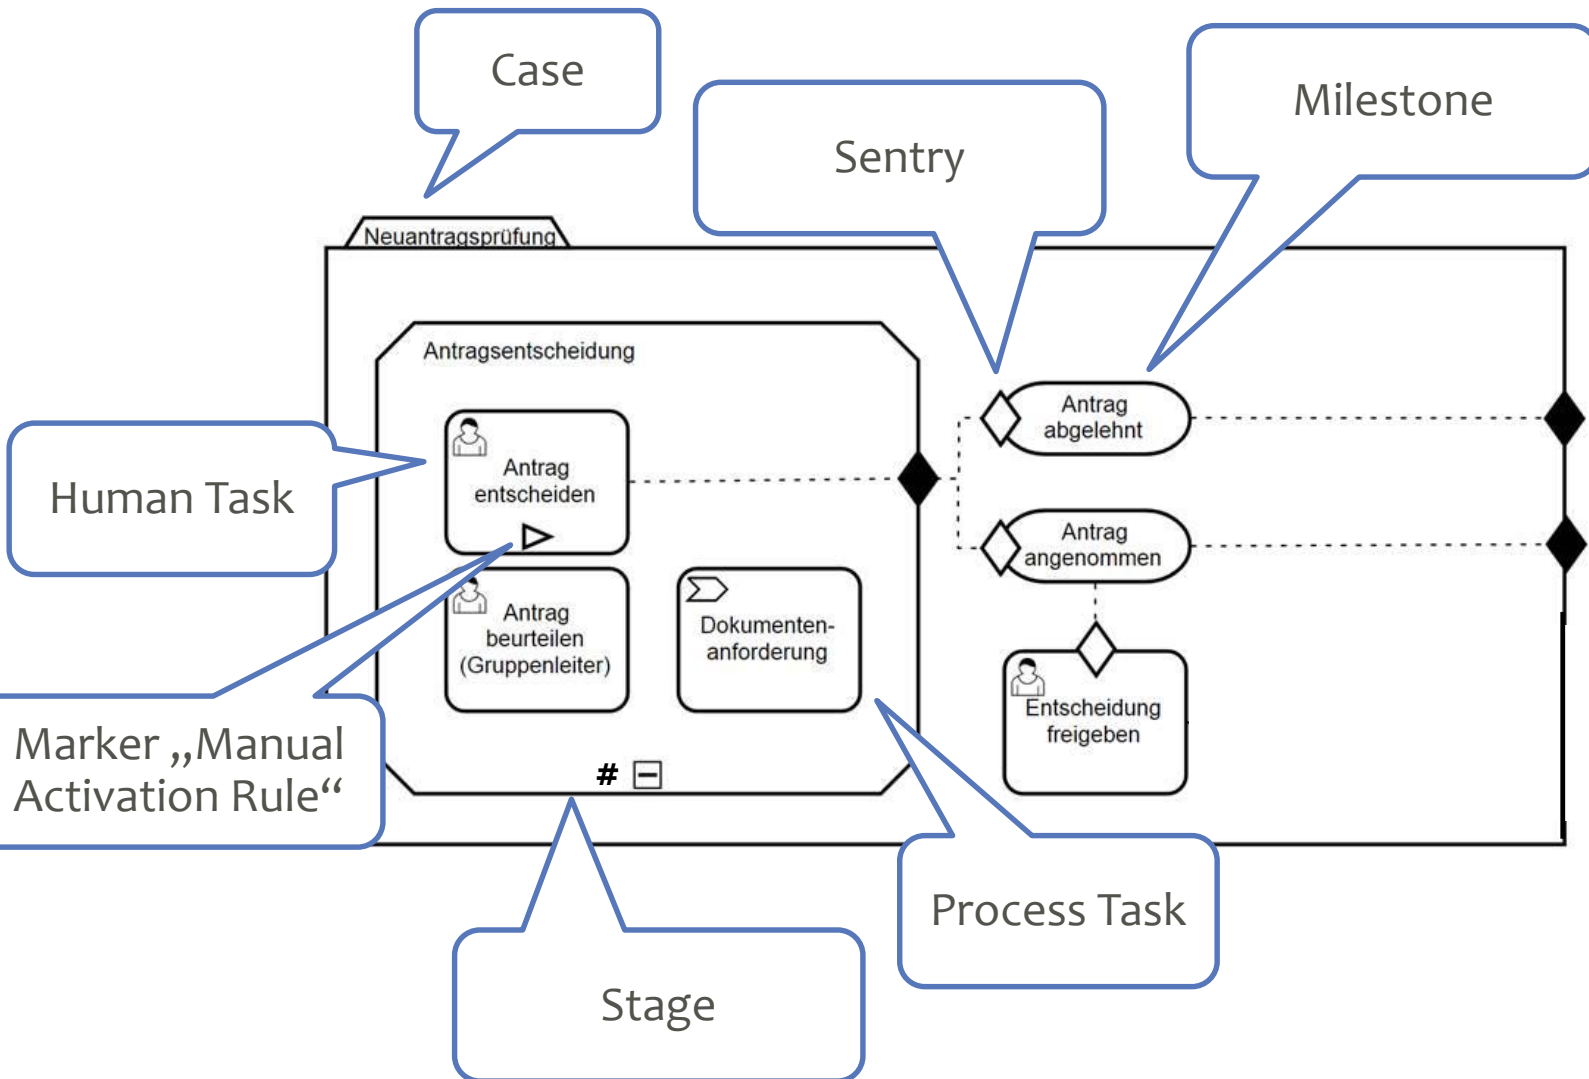 Case
Milestone
Sentry
Neuantragsprüfung
Antragsentscheidung
Antrag
abgelehnt
Human Task
Antrag
entscheiden
Antrag
angenommen
Antrag
beurteilen
(Gruppenleiter)
Dokumenten-
anforderung
Entscheidung
freigeben
Marker „Manual
Activation Rule“
#
Process Task
Stage